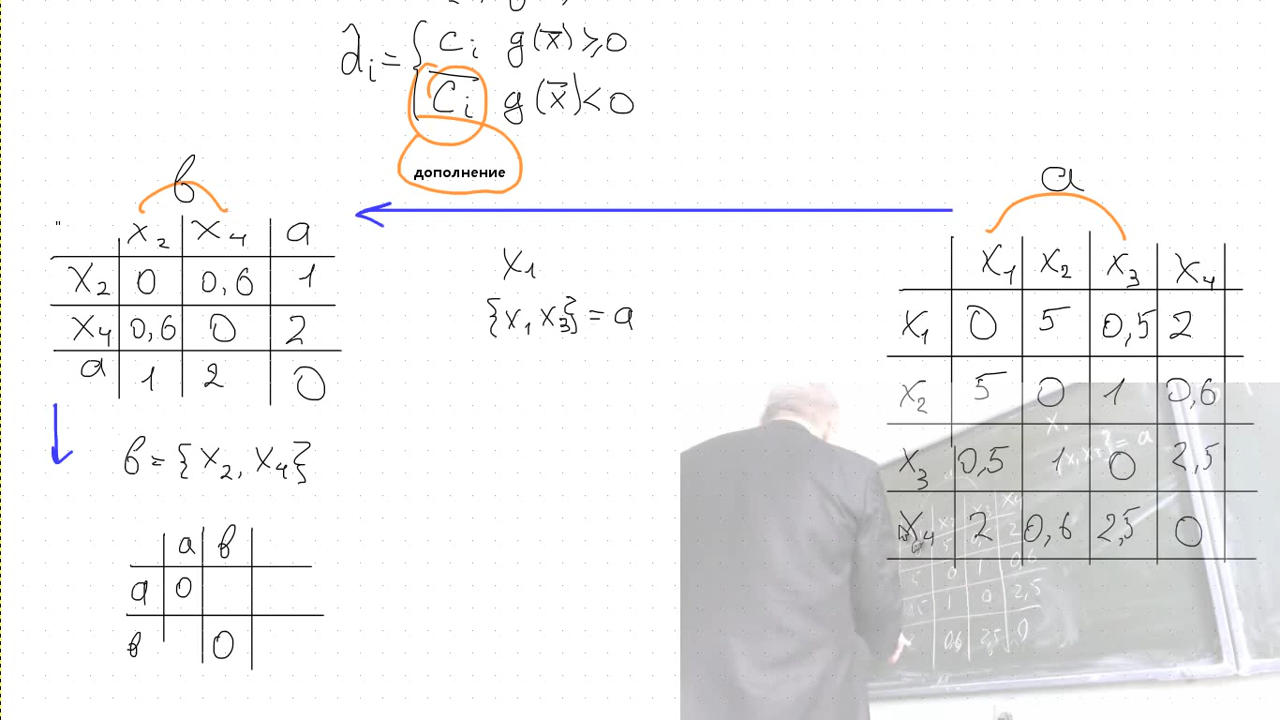 λi = { Ci g(x̄) ≥ 0
C̄i g(x̄) < 0
дополнение
в
" x2 x4 a
x2 0 0,6 1
x4 0,6 0 2
a 1 2 0
в = {x2, x4}
a в
a 0
в 0
x1
{x1 x3} = a
a
x1 x2 x3 x4
x1 0 5 0,5 2
x2 5 0 1 0,6
x3 0,5 1 0 2,5
x4 2 0,6 2,5 0